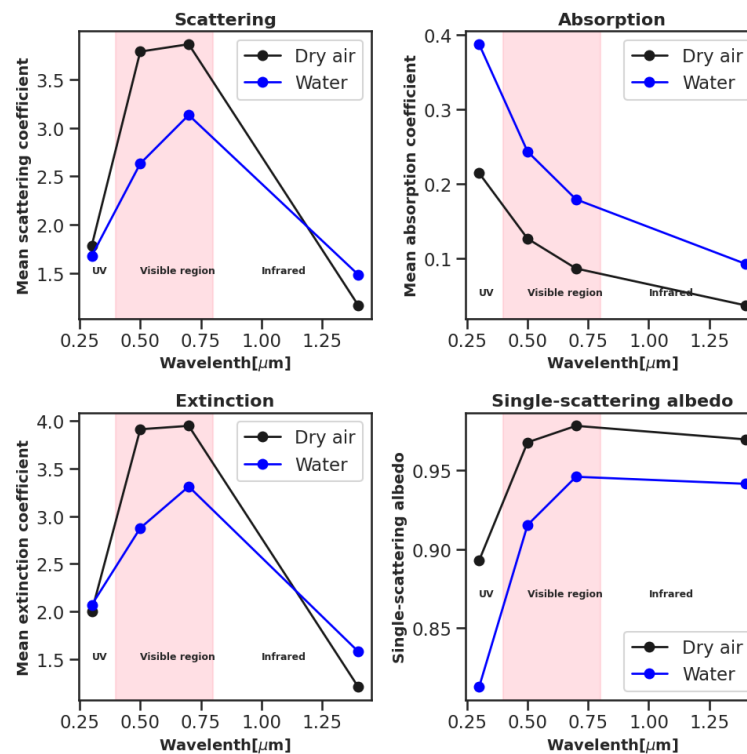 Scattering
Mean scattering coefficient
3.5
3.0
2.5
2.0
1.5
Dry air
Water
UV
Visible region
Infrared
0.25 0.50 0.75 1.00 1.25
Wavelenth[μm]
Absorption
Mean absorption coefficient
0.4
0.3
0.2
0.1
Dry air
Water
UV
Visible region
Infrared
0.25 0.50 0.75 1.00 1.25
Wavelenth[μm]
Extinction
Mean extinction coefficient
4.0
3.5
3.0
2.5
2.0
1.5
Dry air
Water
UV
Visible region
Infrared
0.25 0.50 0.75 1.00 1.25
Wavelenth[μm]
Single-scattering albedo
Single-scattering albedo
0.95
0.90
0.85
UV
Visible region
Infrared
Dry air
Water
0.25 0.50 0.75 1.00 1.25
Wavelenth[μm]